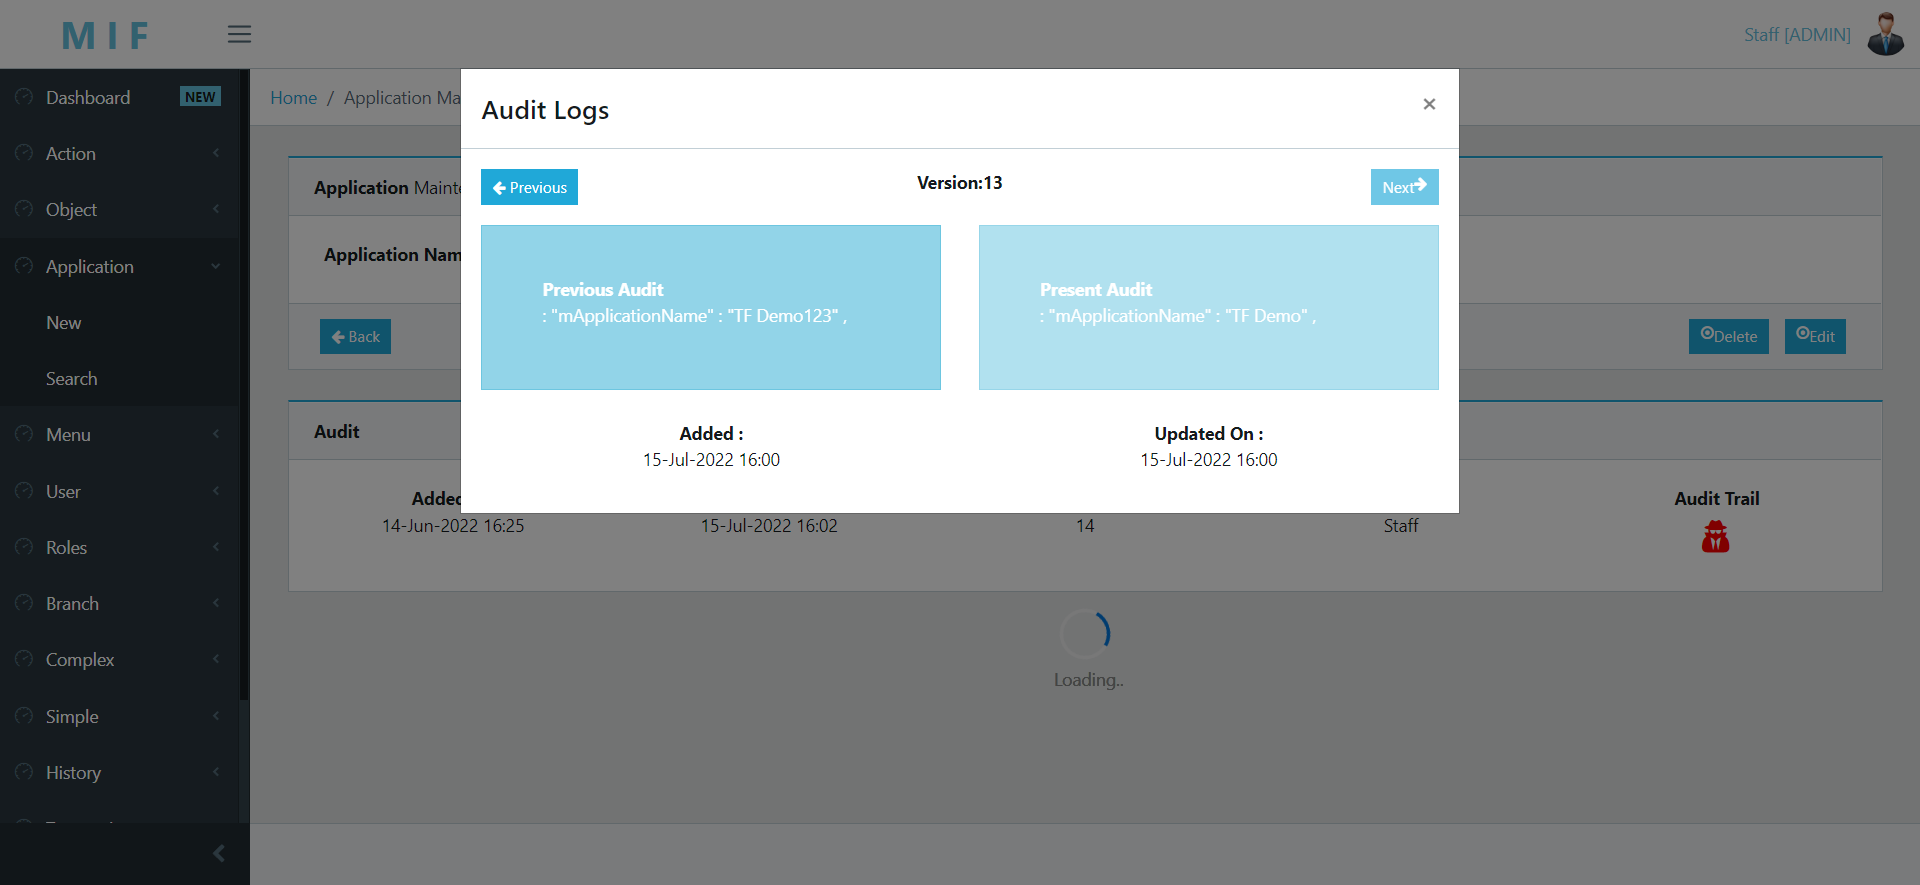 M I F
Staff [ADMIN]
Dashboard NEW
Action
Object
Application
New
Search
Menu
User
Roles
Branch
Complex
Simple
History
Home / Application Ma
Application Mainte
Application Nam
Back
Delete
Edit
Audit Logs
×
Previous
Version:13
Next
Previous Audit
: "mApplicationName" : "TF Demo123" ,
Present Audit
: "mApplicationName" : "TF Demo" ,
Added :
15-Jul-2022 16:00
Updated On :
15-Jul-2022 16:00
Audit
Added
14-Jun-2022 16:25
15-Jul-2022 16:02
14
Staff
Audit Trail
Loading..